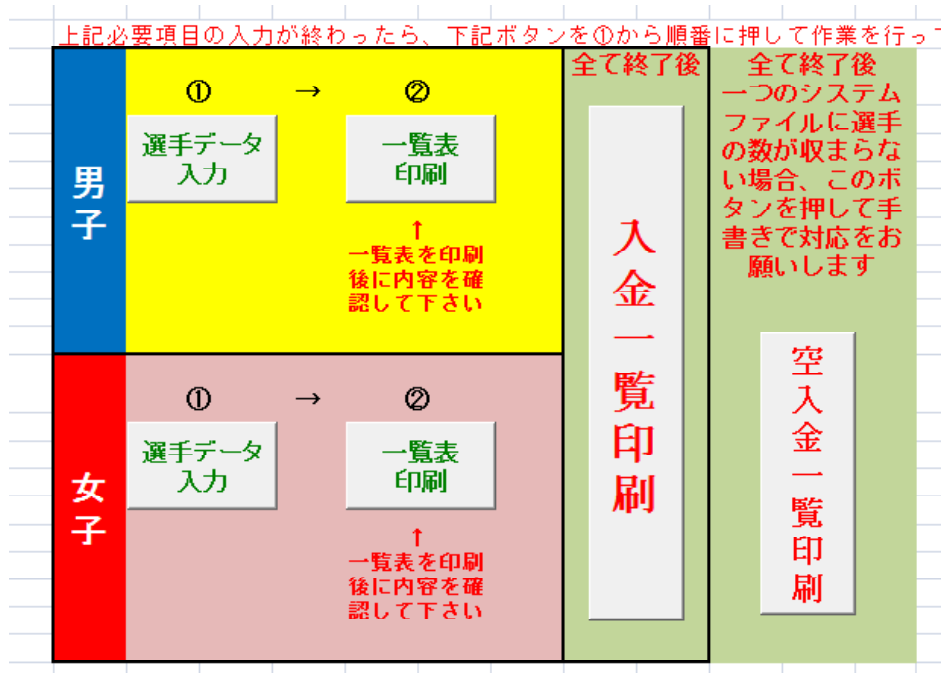 上記必要項目の入力が終わったら、下記ボタンを①から順番に押して作業を行って
男子
① → ②
選手データ
入力
一覧表
印刷
↑
一覧表を印刷
後に内容を確
認して下さい
女子
① → ②
選手データ
入力
一覧表
印刷
↑
一覧表を印刷
後に内容を確
認して下さい
全て終了後
入金一覧印刷
全て終了後
一つのシステム
ファイルに選手
の数が収まらな
い場合、このボ
タンを押して手
書きで対応をお
願いします
空入金一覧印刷